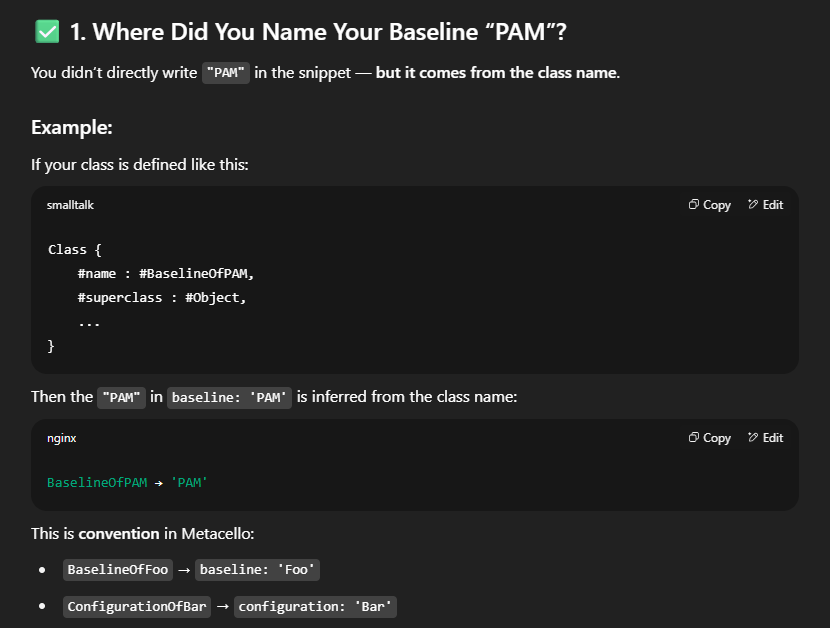 ✅ 1. Where Did You Name Your Baseline “PAM”?
You didn’t directly write "PAM" in the snippet — but it comes from the class name.
Example:
If your class is defined like this:
smalltalk Copy Edit
Class {
    #name : #BaselineOfPAM,
    #superclass : #Object,
    ...
}
Then the "PAM" in baseline: 'PAM' is inferred from the class name:
nginx Copy Edit
BaselineOfPAM → 'PAM'
This is convention in Metacello:
• BaselineOfFoo → baseline: 'Foo'
• ConfigurationOfBar → configuration: 'Bar'